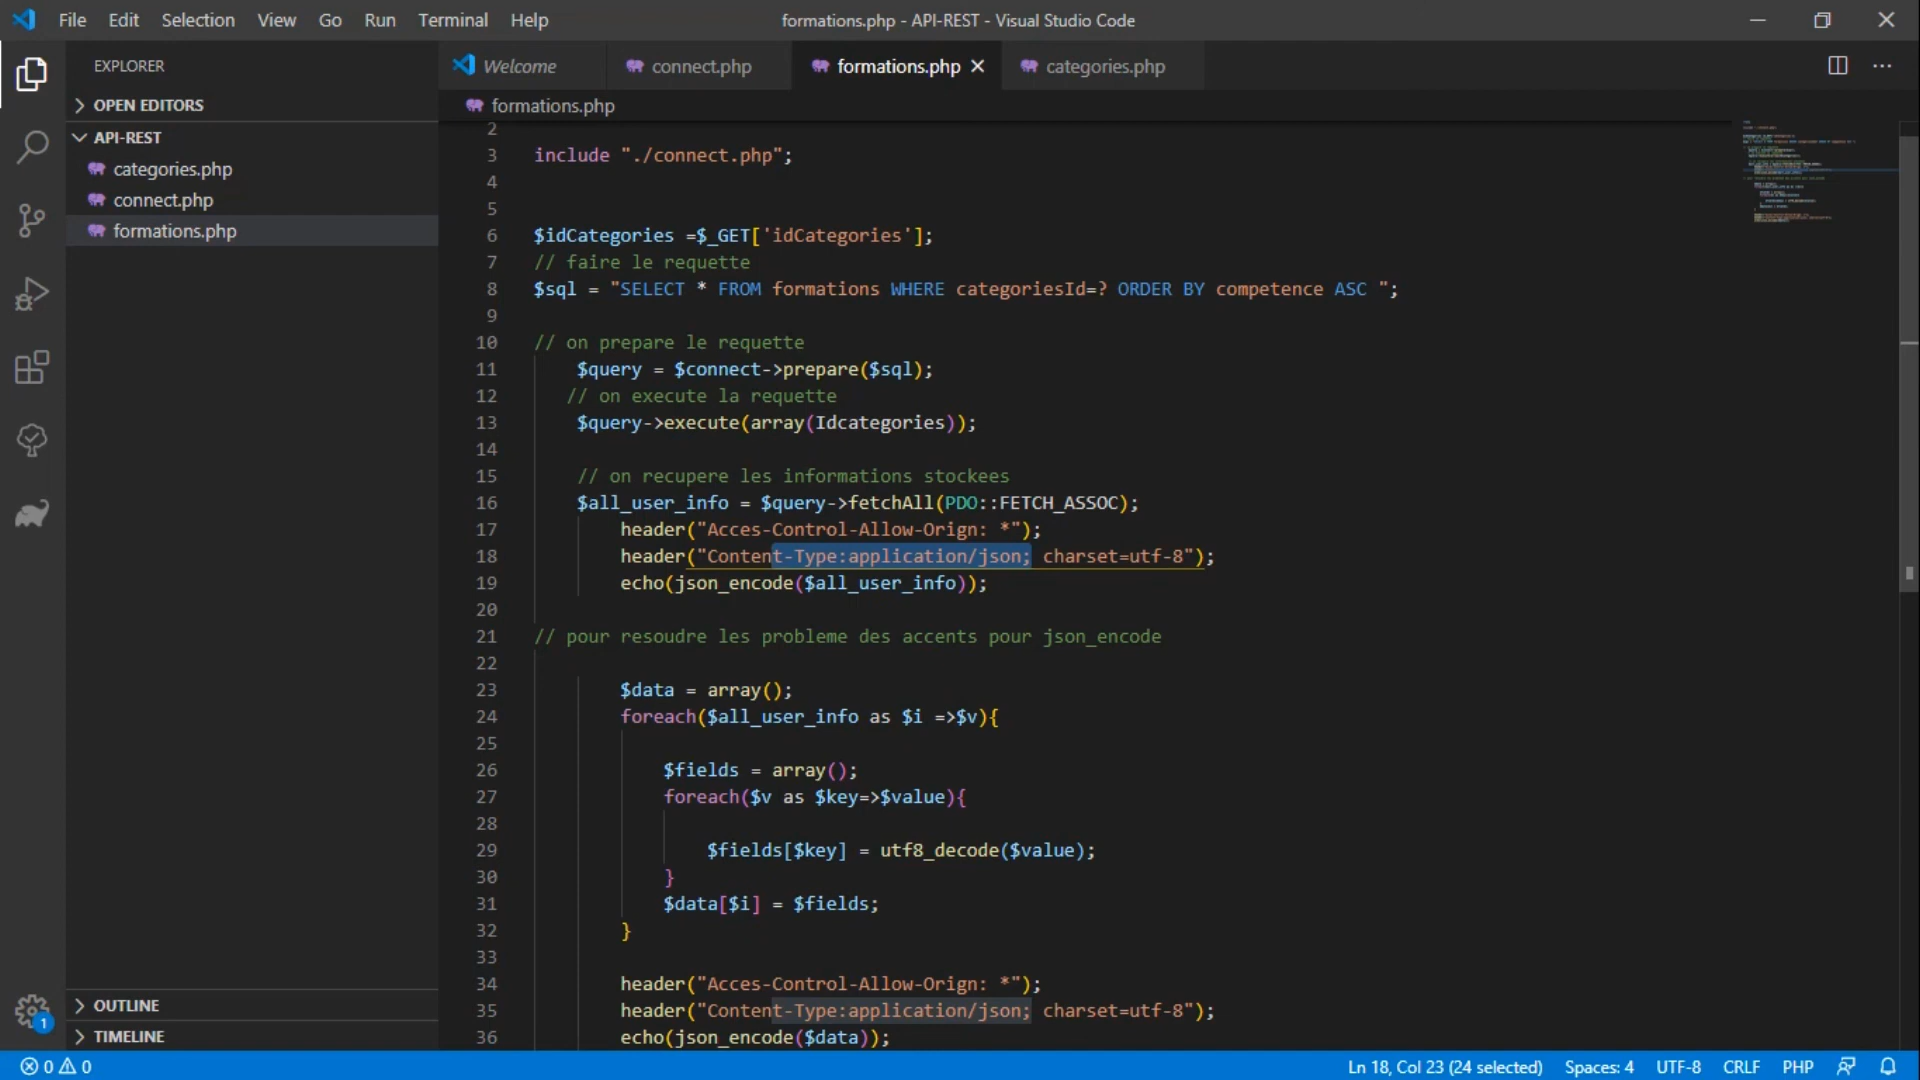 File Edit Selection View Go Run Terminal Help
formations.php - API-REST - Visual Studio Code
EXPLORER
OPEN EDITORS
API-REST
categories.php
connect.php
formations.php
OUTLINE
TIMELINE
Welcome connect.php formations.php categories.php
formations.php
2
3 include "./connect.php";
4
5
6 $idCategories =$_GET['idCategories'];
7 // faire le requette
8 $sql = "SELECT * FROM formations WHERE categoriesId=? ORDER BY competence ASC ";
9
10 // on prepare le requette
11 $query = $connect->prepare($sql);
12 // on execute la requette
13 $query->execute(array(Idcategories));
14
15 // on recupere les informations stockees
16 $all_user_info = $query->fetchAll(PDO::FETCH_ASSOC);
17 header("Acces-Control-Allow-Orign: *");
18 header("Content-Type:application/json; charset=utf-8");
19 echo(json_encode($all_user_info));
20
21 // pour resoudre les probleme des accents pour json_encode
22
23 $data = array();
24 foreach($all_user_info as $i =>$v){
25
26 $fields = array();
27 foreach($v as $key=>$value){
28
29 $fields[$key] = utf8_decode($value);
30 }
31 $data[$i] = $fields;
32 }
33
34 header("Acces-Control-Allow-Orign: *");
35 header("Content-Type:application/json; charset=utf-8");
36 echo(json_encode($data));
1
0 0
Ln 18, Col 23 (24 selected) Spaces: 4 UTF-8 CRLF PHP